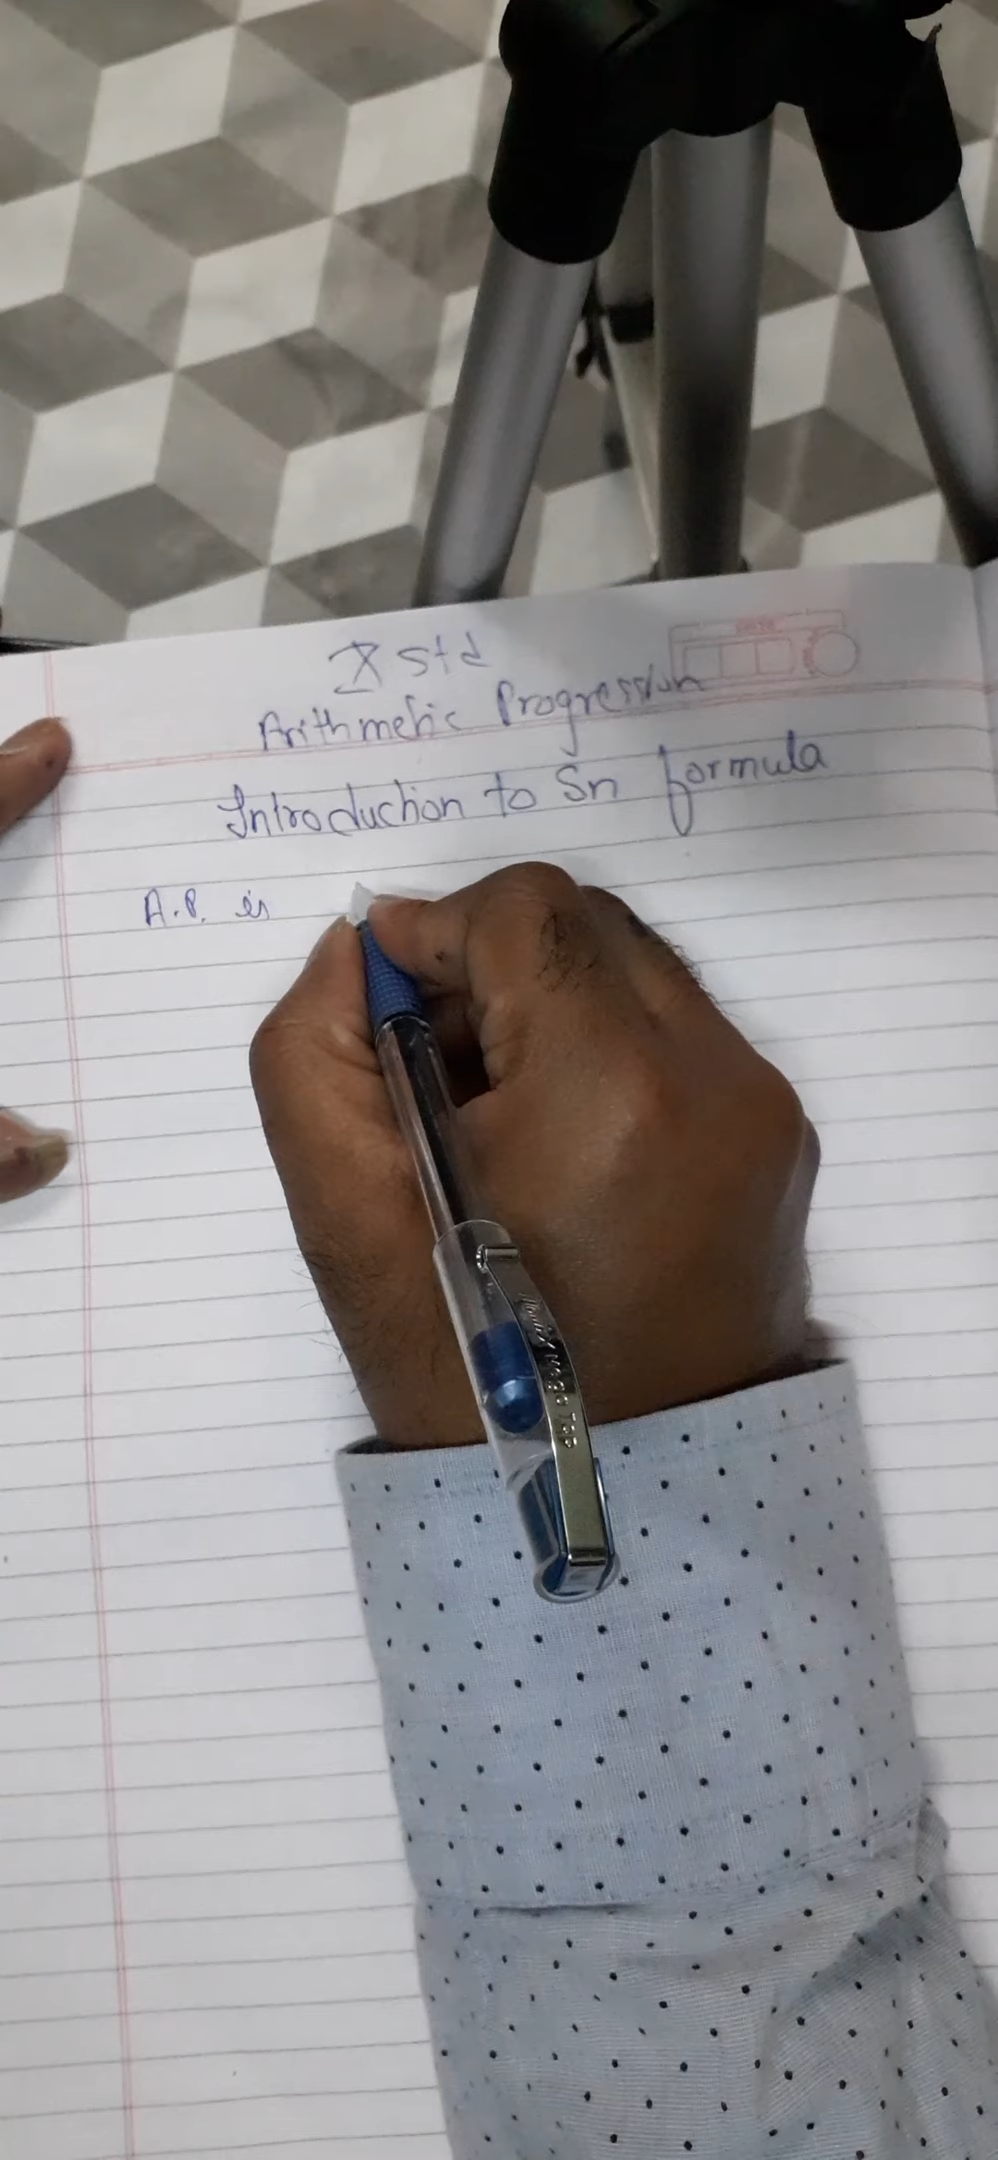 X std
Arithmetic Progression
Introduction to Sn formula
A.P. is